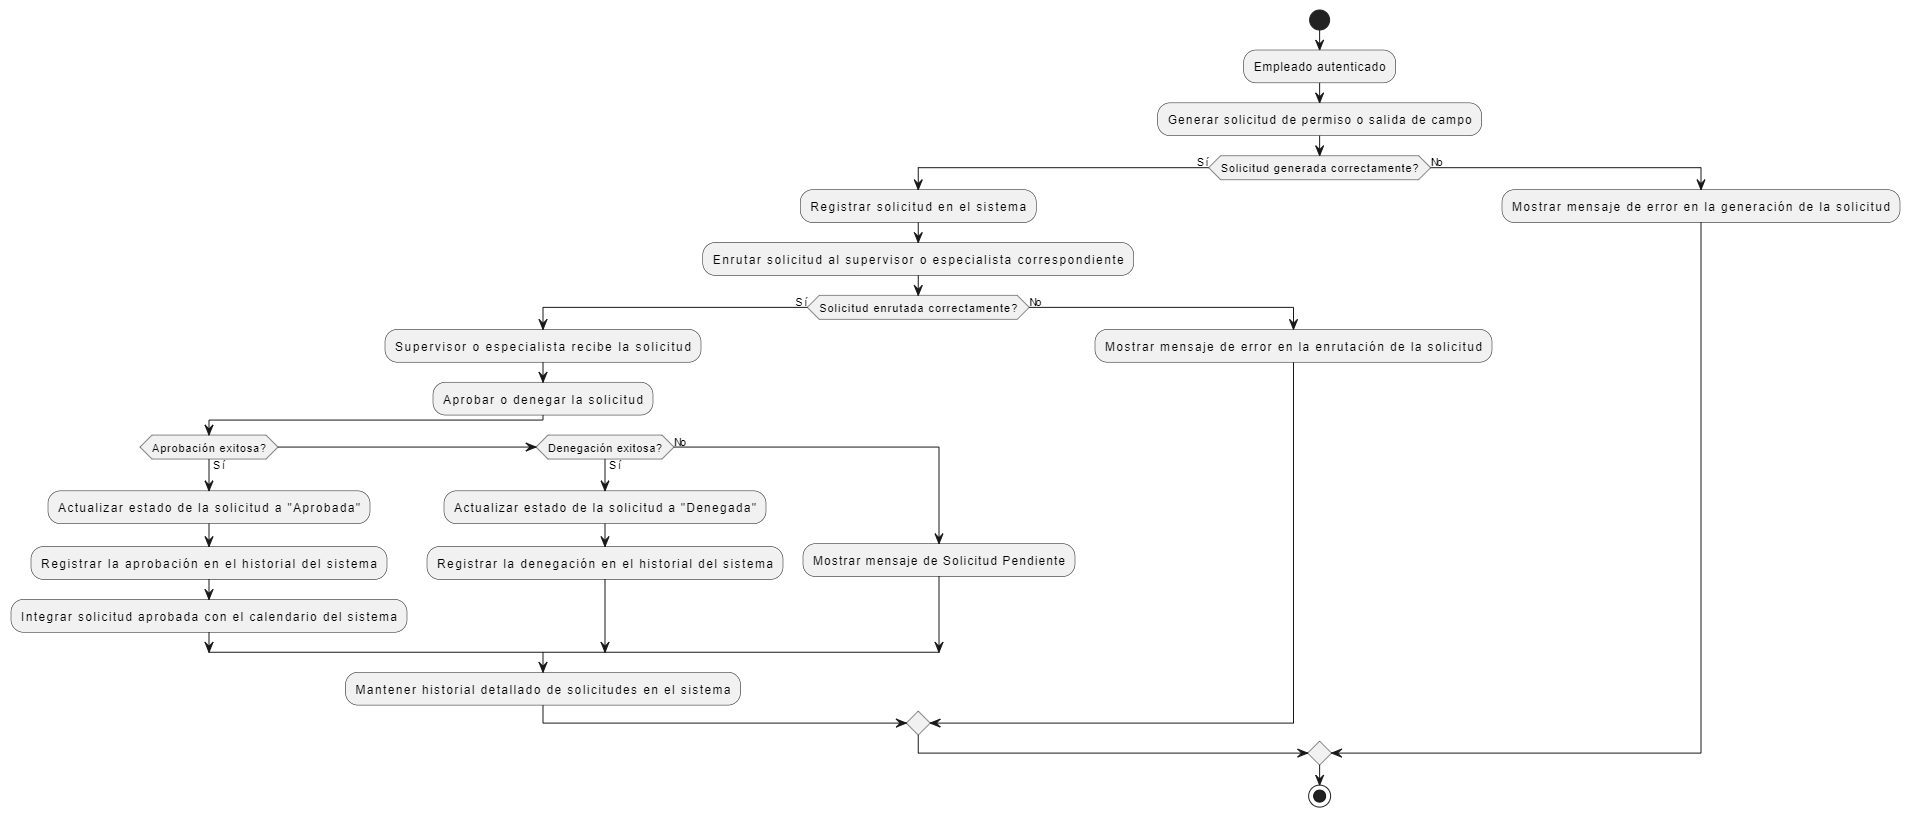 Empleado autenticado
Generar solicitud de permiso o salida de campo
Sí
Solicitud generada correctamente?
No
Registrar solicitud en el sistema
Mostrar mensaje de error en la generación de la solicitud
Enrutar solicitud al supervisor o especialista correspondiente
Sí
Solicitud enrutada correctamente?
No
Supervisor o especialista recibe la solicitud
Mostrar mensaje de error en la enrutación de la solicitud
Aprobar o denegar la solicitud
Aprobación exitosa?
Denegación exitosa?
No
Sí
Sí
Actualizar estado de la solicitud a "Aprobada"
Actualizar estado de la solicitud a "Denegada"
Registrar la aprobación en el historial del sistema
Registrar la denegación en el historial del sistema
Mostrar mensaje de Solicitud Pendiente
Integrar solicitud aprobada con el calendario del sistema
Mantener historial detallado de solicitudes en el sistema